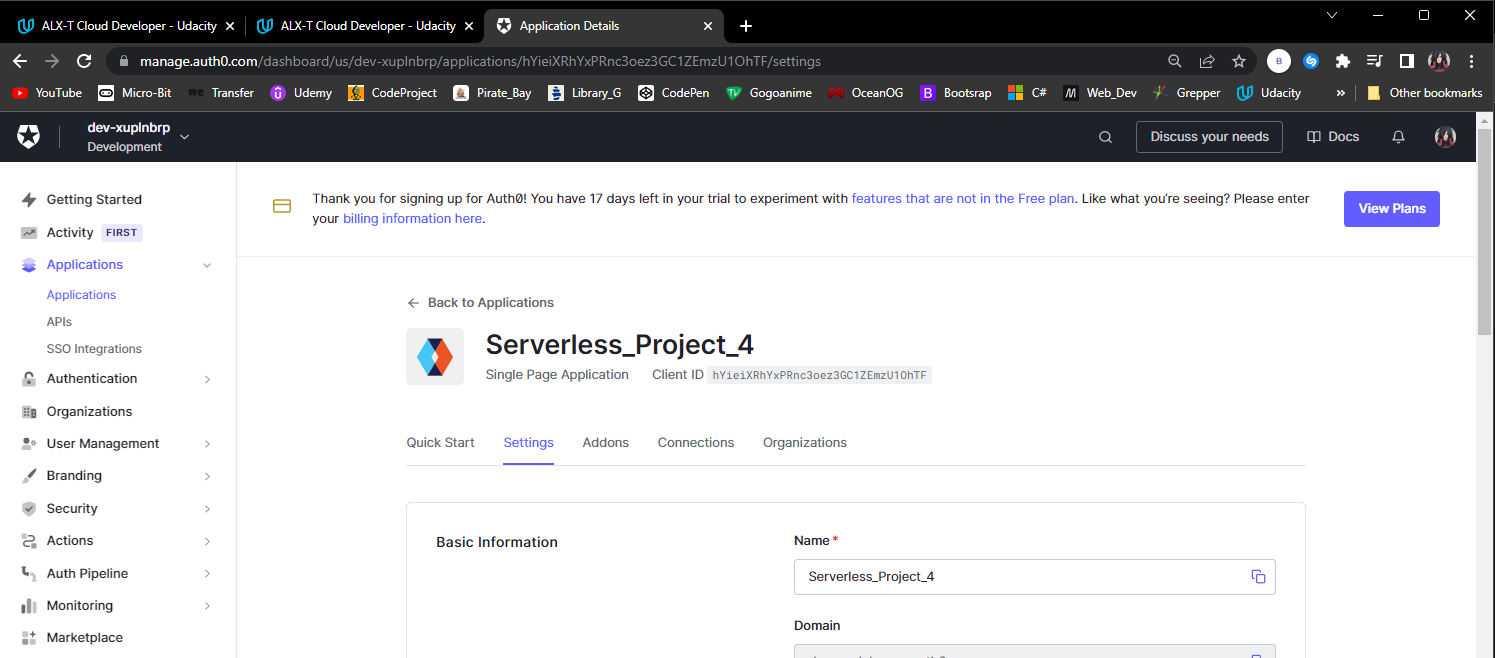 ALX-T Cloud Developer - Udacity
ALX-T Cloud Developer - Udacity
Application Details
manage.auth0.com/dashboard/us/dev-xuplnbrp/applications/hYieiXRhYxPRnc3oez3GC1ZEmzU1OhTF/settings
B
YouTube
Micro-Bit
we Transfer
Udemy
CodeProject
Pirate_Bay
Library_G
CodePen
Gogoanime
OceanOG
B Bootsrap
C#
M Web_Dev
Grepper
Udacity
»
Other bookmarks
dev-xuplnbrp
Development
Discuss your needs
Docs
Getting Started
Activity FIRST
Applications
Applications
APIs
SSO Integrations
Authentication
Organizations
User Management
Branding
Security
Actions
Auth Pipeline
Monitoring
Marketplace
Thank you for signing up for Auth0! You have 17 days left in your trial to experiment with features that are not in the Free plan. Like what you're seeing? Please enter
your billing information here.
View Plans
Back to Applications
Serverless_Project_4
Single Page Application
Client ID hYieiXRhYxPRnc3oez3GC1ZEmzU1OhTF
Quick Start
Settings
Addons
Connections
Organizations
Basic Information
Name *
Serverless_Project_4
Domain